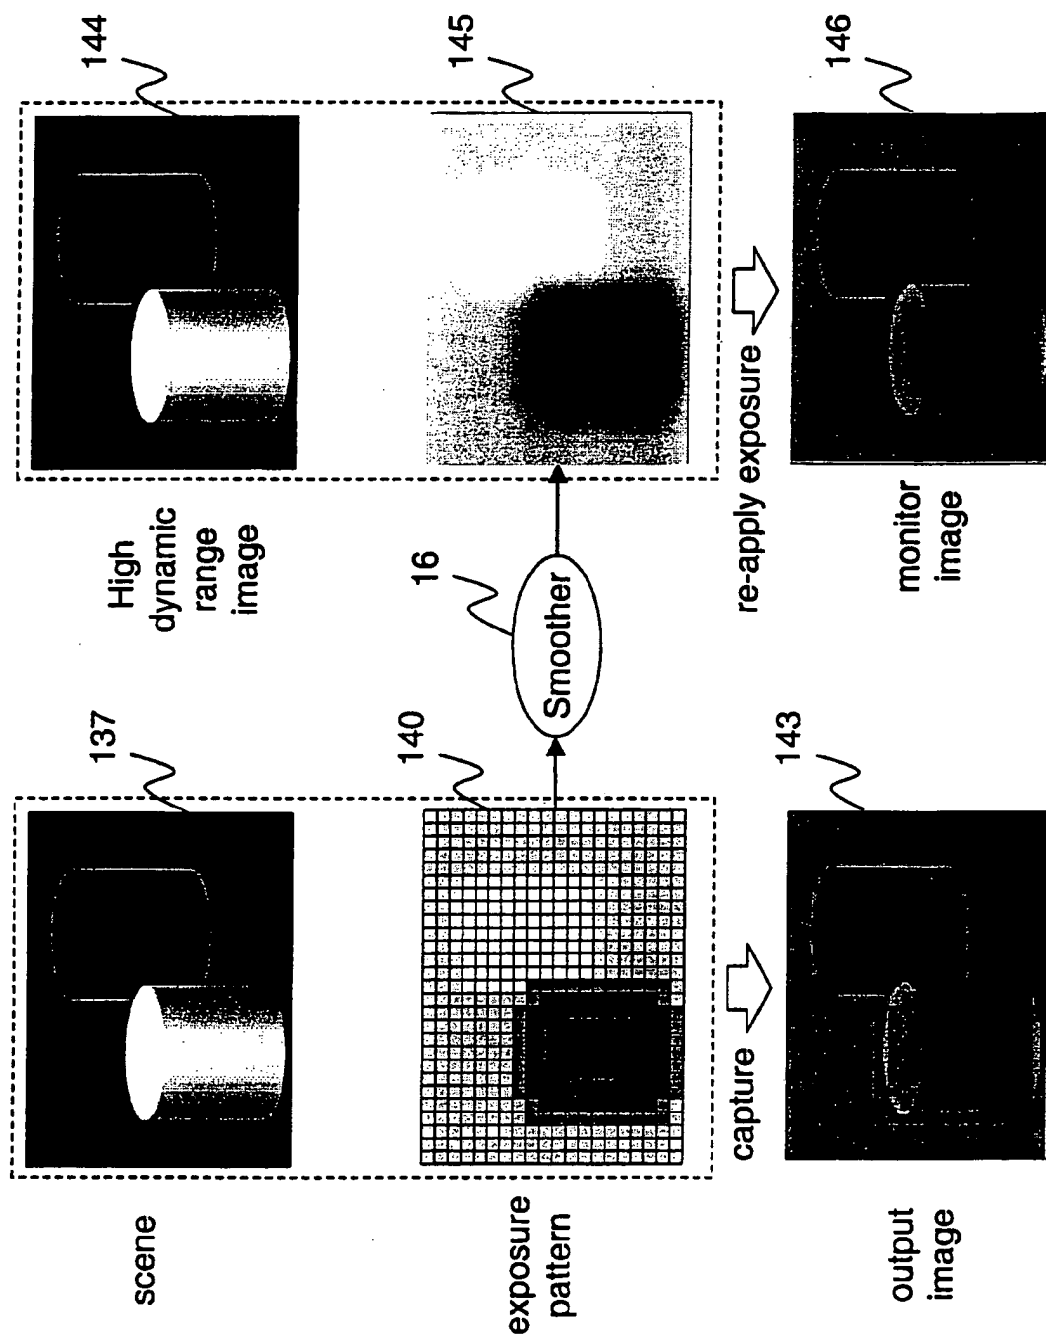 scene
137
High
dynamic
range
image
144
exposure
pattern
140
Smoother
16
145
capture
re-apply exposure
output
image
143
monitor
image
146